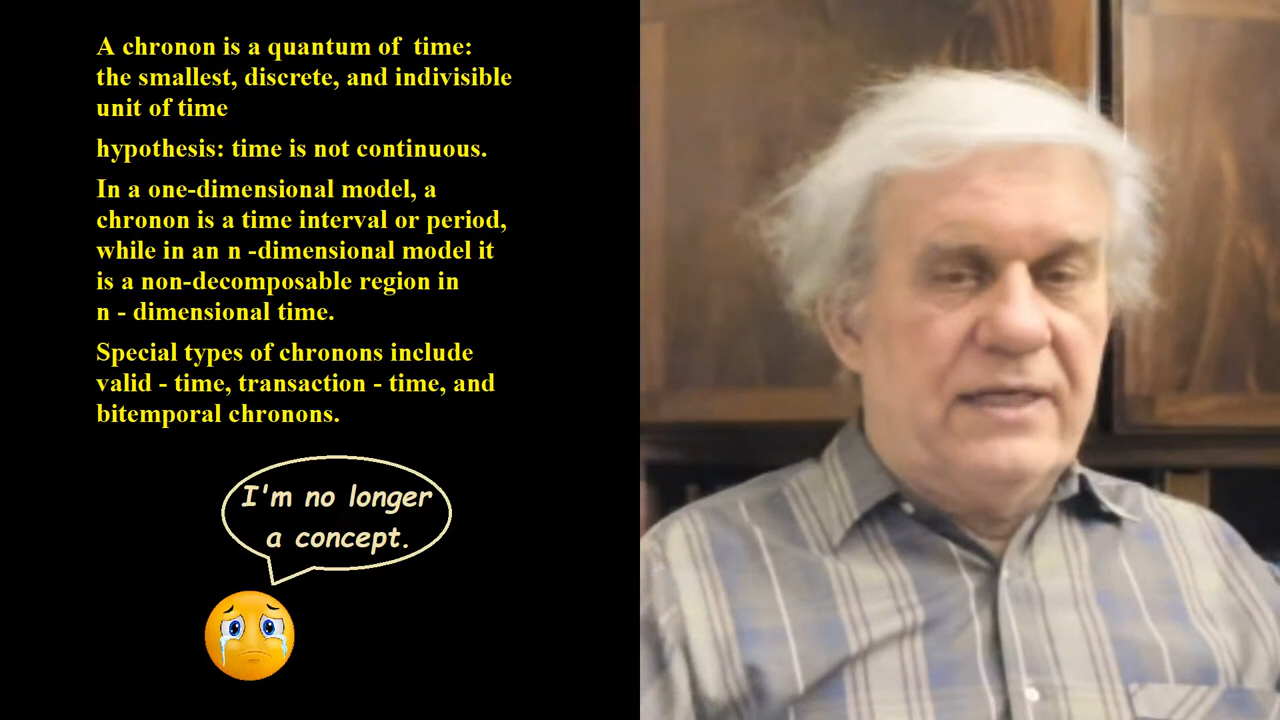 A chronon is a quantum of  time:
the smallest, discrete, and indivisible
unit of time
hypothesis: time is not continuous.
In a one-dimensional model, a
chronon is a time interval or period,
while in an n -dimensional model it
is a non-decomposable region in
n - dimensional time.
Special types of chronons include
valid - time, transaction - time, and
bitemporal chronons.
I'm no longer
a concept.